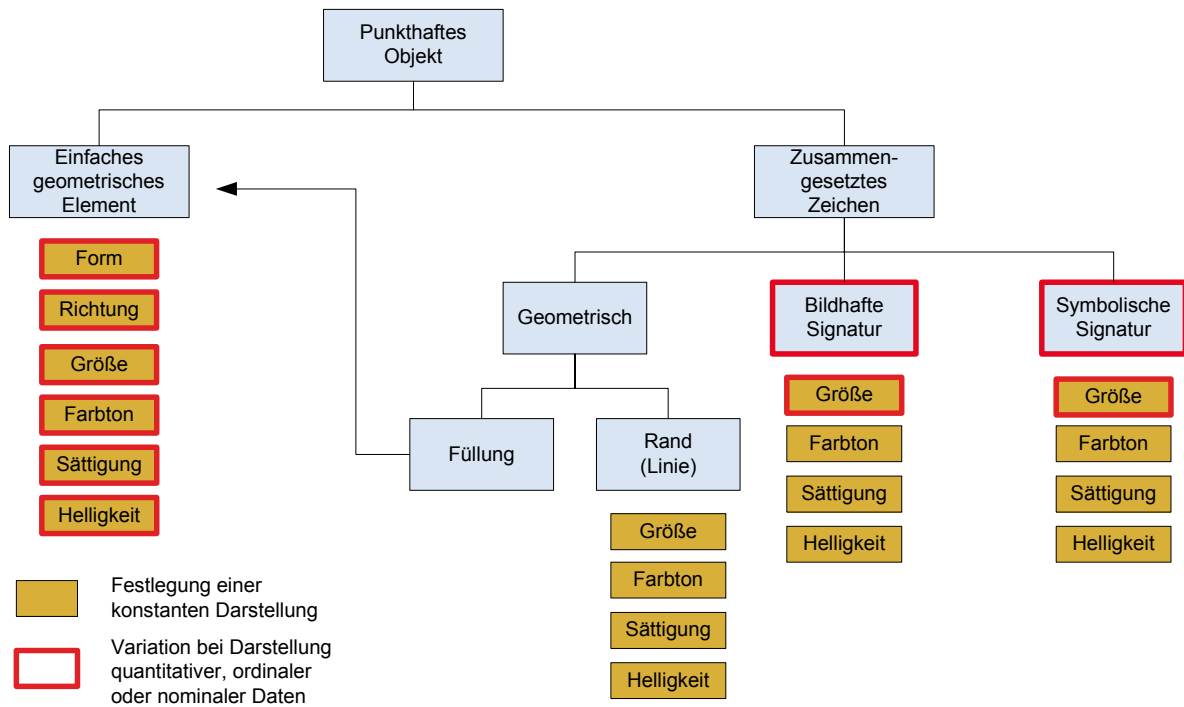 Punkthaftes
Objekt
Einfaches
geometrisches
Element
Zusammen-
gesetztes
Zeichen
Form
Richtung
Größe
Farbton
Sättigung
Helligkeit
Geometrisch
Bildhafte
Signatur
Symbolische
Signatur
Füllung
Rand
(Linie)
Größe
Farbton
Sättigung
Helligkeit
Größe
Farbton
Sättigung
Helligkeit
Größe
Farbton
Sättigung
Helligkeit
Festlegung einer
konstanten Darstellung
Variation bei Darstellung
quantitativer, ordinaler
oder nominaler Daten